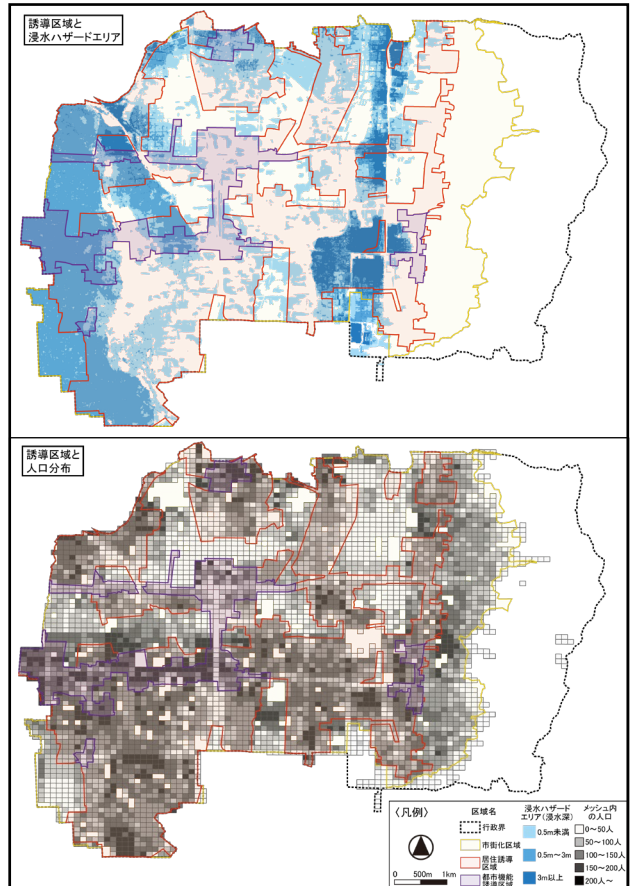 誘導区域と
浸水ハザードエリア
誘導区域と
人口分布
〈凡例〉
0 500m 1km
区域名
行政界
市街化区域
居住誘導
区域
都市機能
誘導区域
浸水ハザード
エリア(浸水深)
0.5m未満
0.5m~3m
3m以上
メッシュ内
の人口
0~50人
50~100人
100~150人
150~200人
200人~